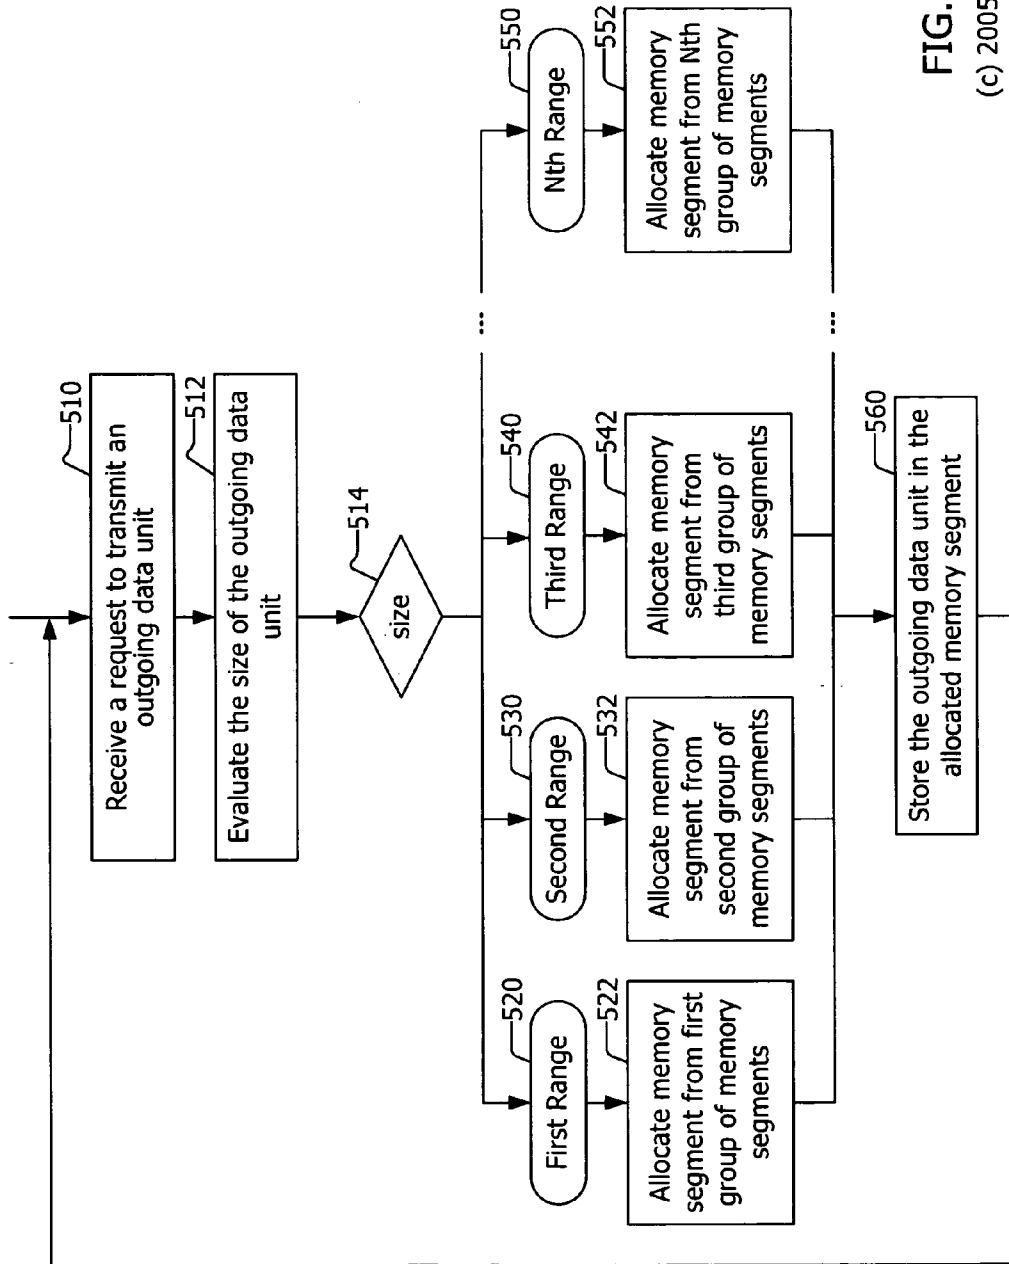 510
Receive a request to transmit an
outgoing data unit
512
Evaluate the size of the outgoing data
unit
514
size
520
First Range
522
Allocate memory
segment from first
group of memory
segments
530
Second Range
532
Allocate memory
segment from
second group of
memory segments
540
Third Range
542
Allocate memory
segment from
third group of
memory segments
...
...
550
Nth Range
552
Allocate memory
segment from Nth
group of memory
segments
560
Store the outgoing data unit in the
allocated memory segment
FIG.
(c) 2005